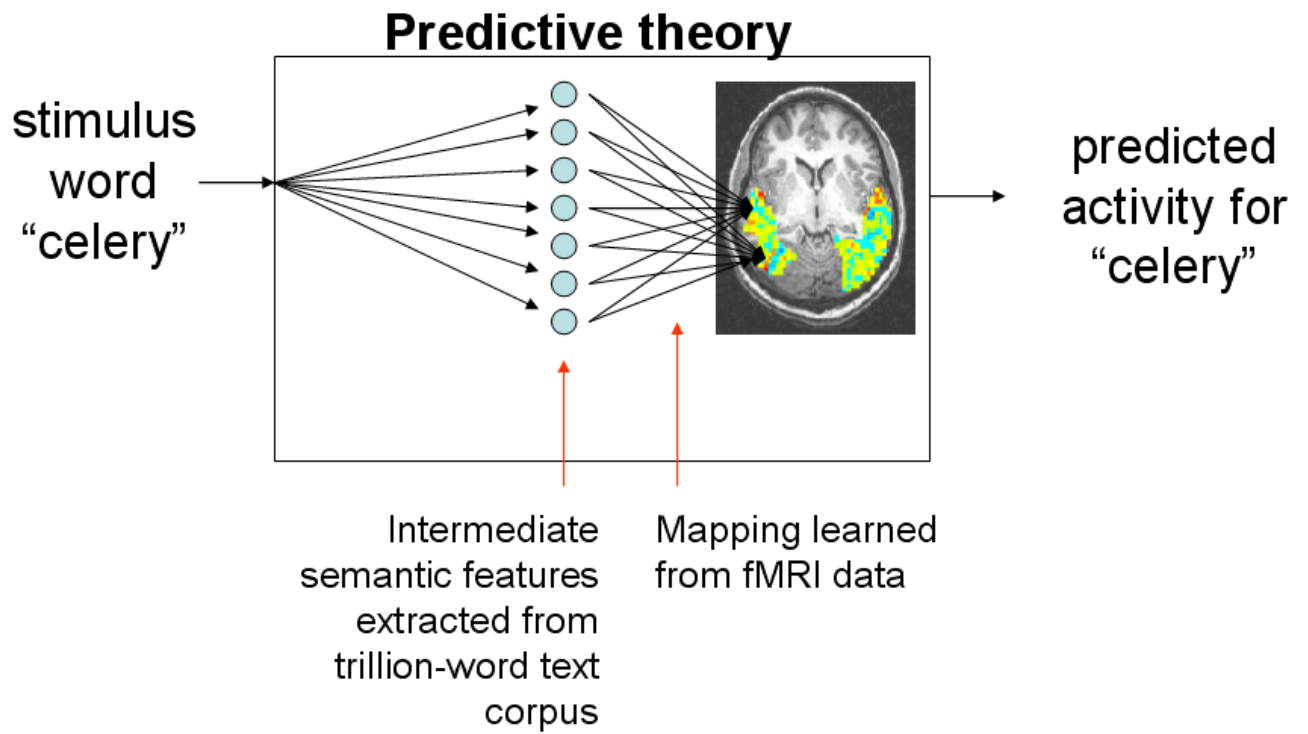 Predictive theory
stimulus
word
“celery”
predicted
activity for
“celery”
Intermediate
semantic features
extracted from
trillion-word text
corpus
Mapping learned
from fMRI data